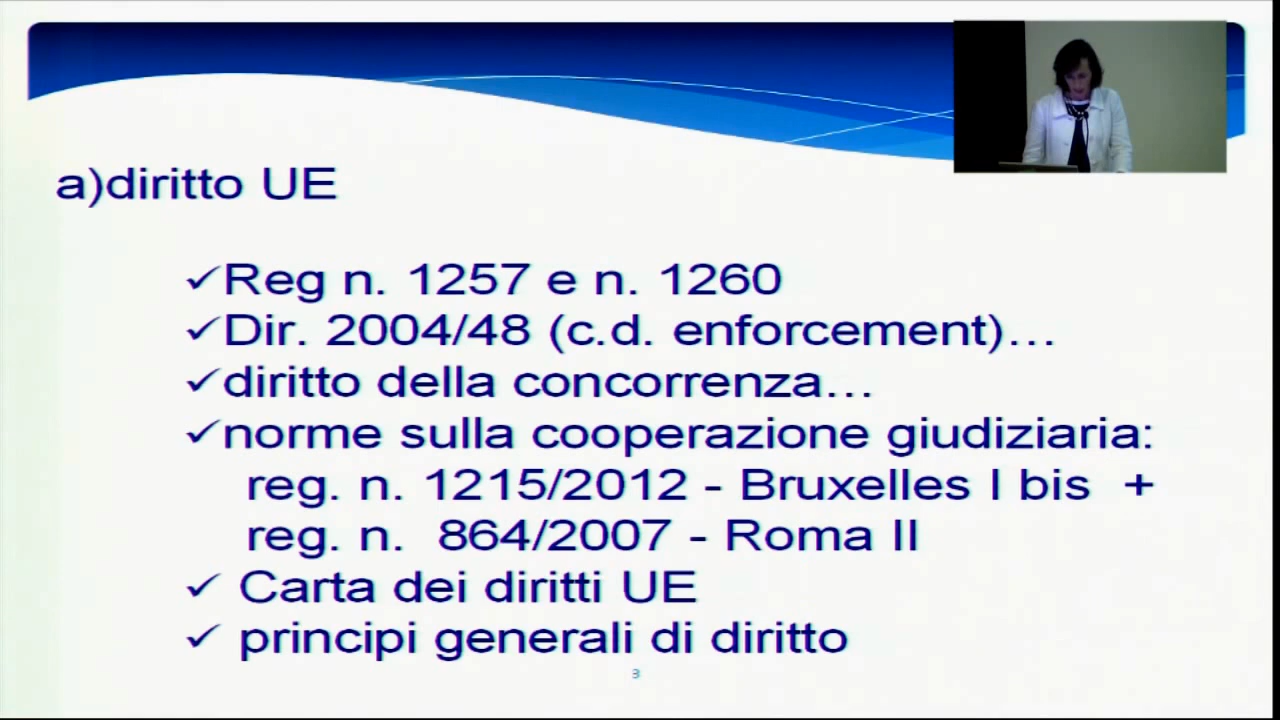 a)diritto UE
✓Reg n. 1257 e n. 1260
✓Dir. 2004/48 (c.d. enforcement)…
✓diritto della concorrenza…
✓norme sulla cooperazione giudiziaria:
reg. n. 1215/2012 - Bruxelles I bis +
reg. n. 864/2007 - Roma II
✓ Carta dei diritti UE
✓ principi generali di diritto
3